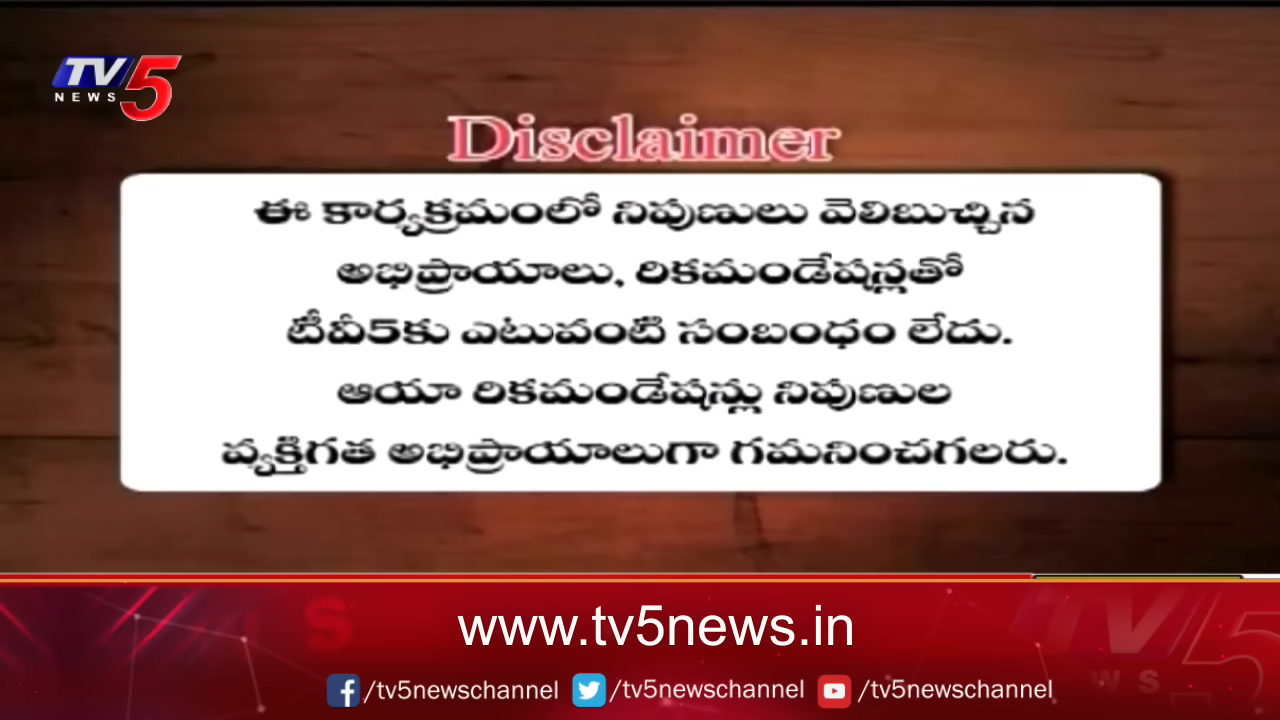 TV5
NEWS
Disclaimer
ఈ కార్యక్రమంలో నిపుణులు వెలిబుచ్చిన
అభిప్రాయాలు, రికమండేషన్లతో
టీవీ5కు ఎటువంటి సంబంధం లేదు.
ఆయా రికమండేషన్లు నిపుణుల
వ్యక్తిగత అభిప్రాయాలుగా గమనించగలరు.
www.tv5news.in
/tv5newschannel /tv5newschannel /tv5newschannel